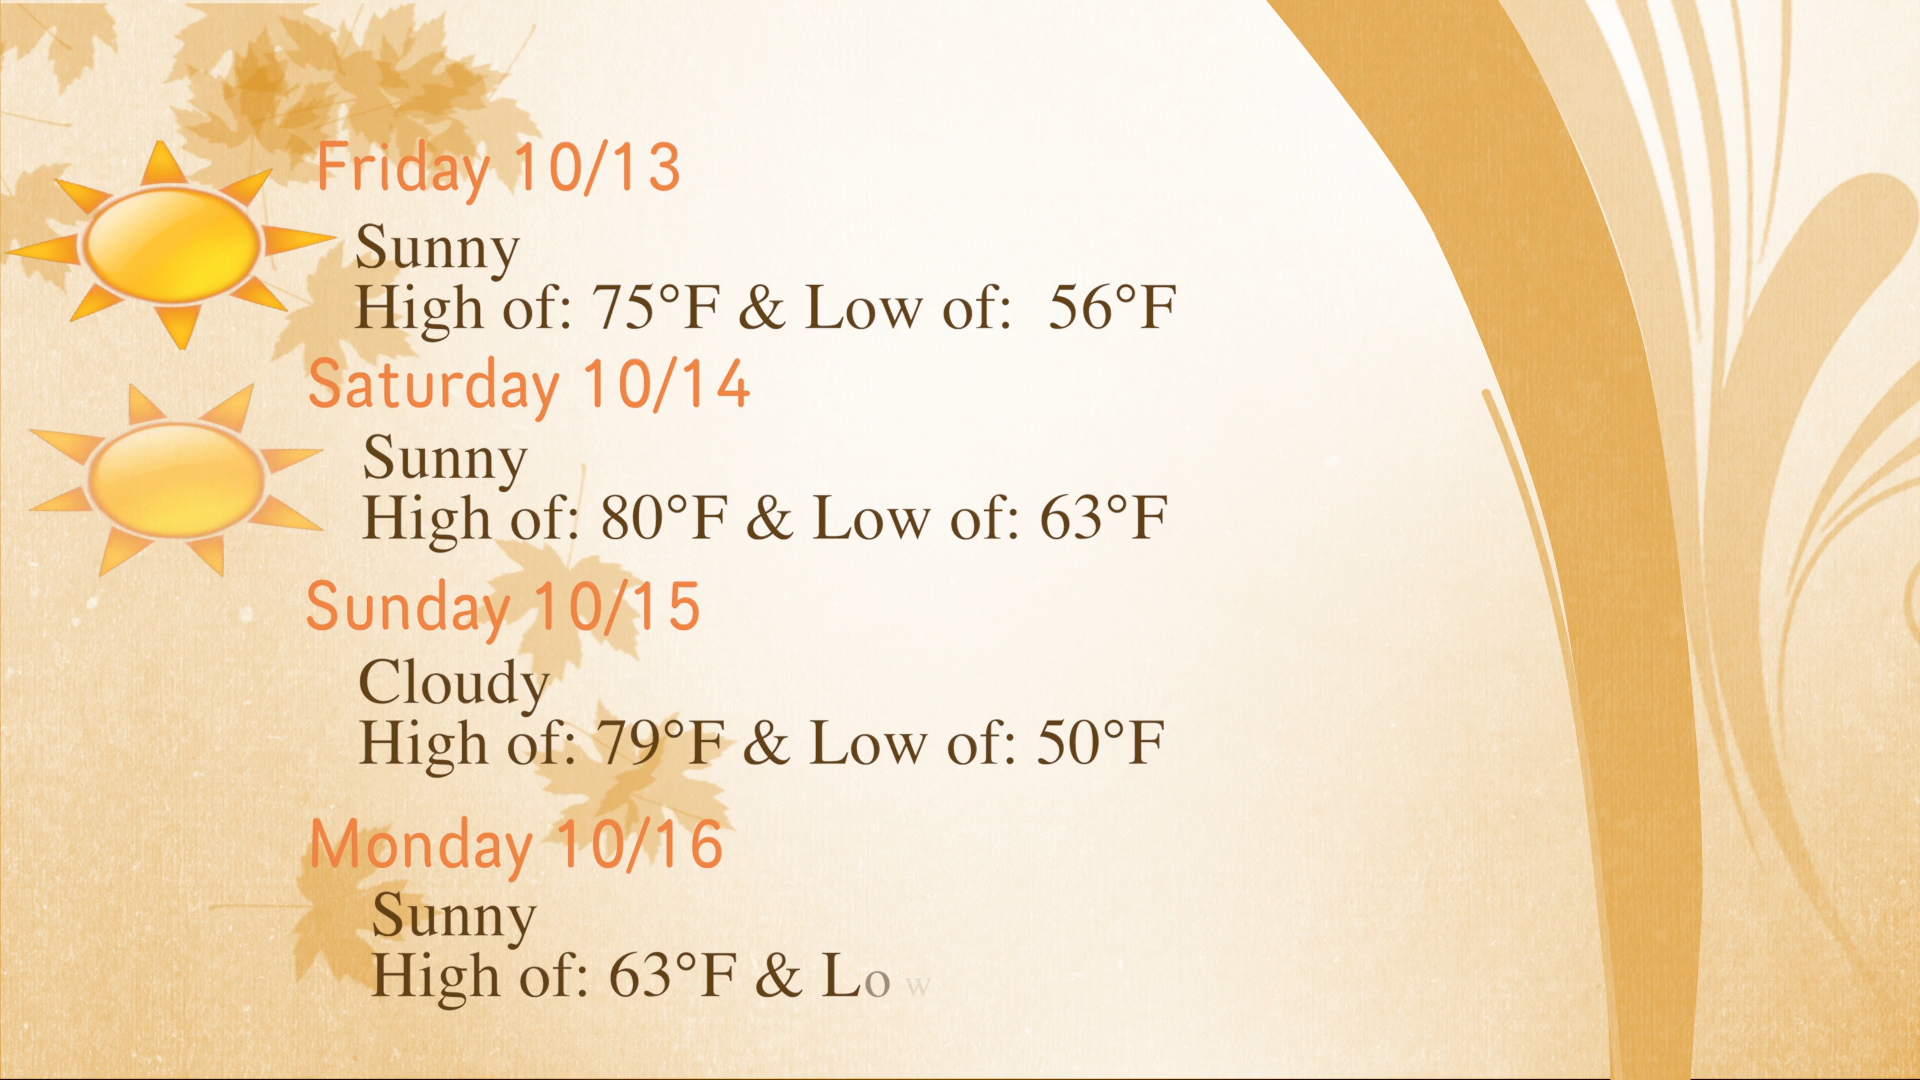 Friday 10/13
Sunny
High of: 75°F & Low of: 56°F
Saturday 10/14
Sunny
High of: 80°F & Low of: 63°F
Sunday 10/15
Cloudy
High of: 79°F & Low of: 50°F
Monday 10/16
Sunny
High of: 63°F & Low